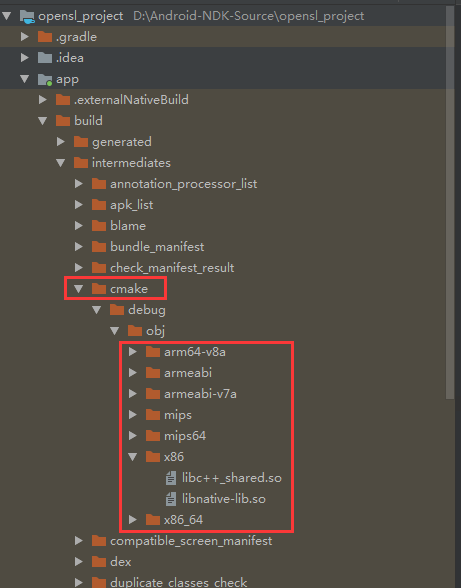 opensl_project D:\Android-NDK-Source\opensl_project
.gradle
.idea
app
.externalNativeBuild
build
generated
intermediates
annotation_processor_list
apk_list
blame
bundle_manifest
check_manifest_result
cmake
debug
obj
arm64-v8a
armeabi
armeabi-v7a
mips
mips64
x86
libc++_shared.so
libnative-lib.so
x86_64
compatible_screen_manifest
dex
duplicate_classes_check